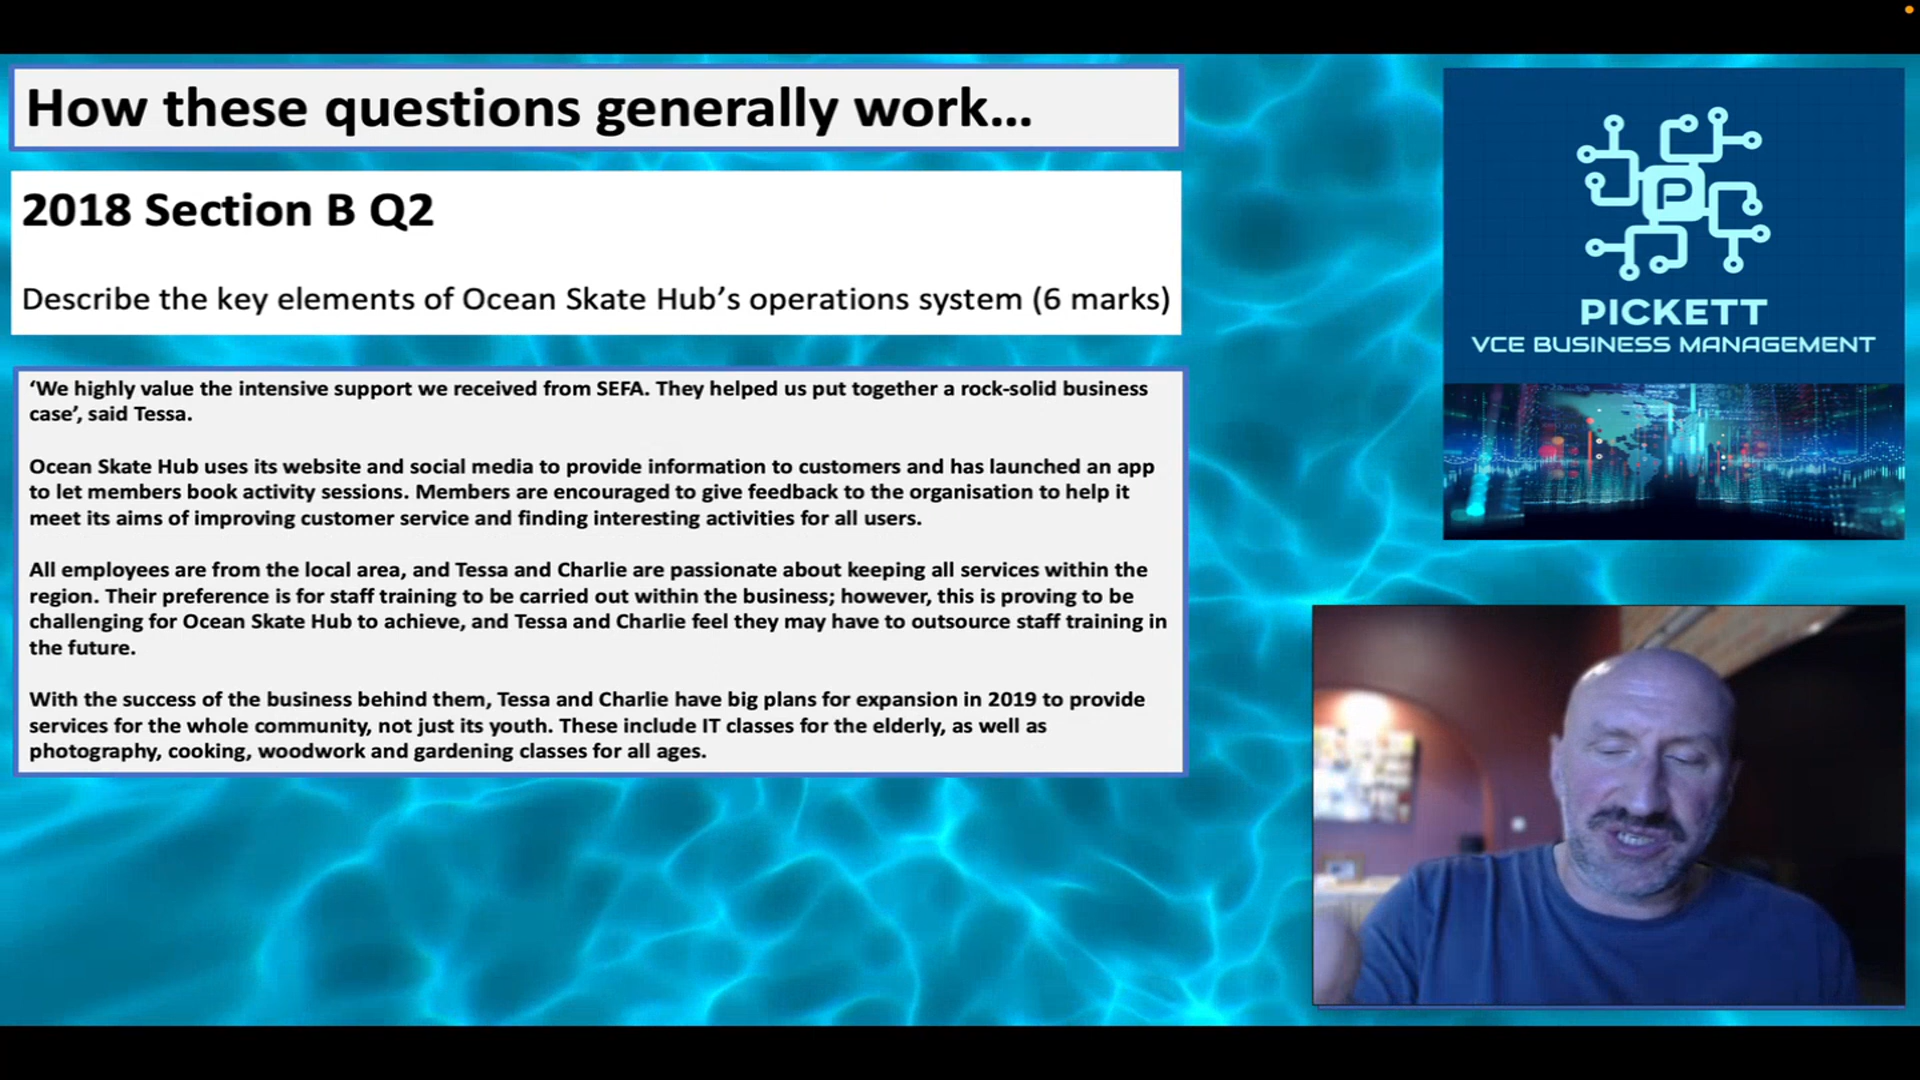 How these questions generally work...
2018 Section B Q2
Describe the key elements of Ocean Skate Hub’s operations system (6 marks)
‘We highly value the intensive support we received from SEFA. They helped us put together a rock-solid business
case’, said Tessa.
Ocean Skate Hub uses its website and social media to provide information to customers and has launched an app
to let members book activity sessions. Members are encouraged to give feedback to the organisation to help it
meet its aims of improving customer service and finding interesting activities for all users.
All employees are from the local area, and Tessa and Charlie are passionate about keeping all services within the
region. Their preference is for staff training to be carried out within the business; however, this is proving to be
challenging for Ocean Skate Hub to achieve, and Tessa and Charlie feel they may have to outsource staff training in
the future.
With the success of the business behind them, Tessa and Charlie have big plans for expansion in 2019 to provide
services for the whole community, not just its youth. These include IT classes for the elderly, as well as
photography, cooking, woodwork and gardening classes for all ages.
P
PICKETT
VCE BUSINESS MANAGEMENT